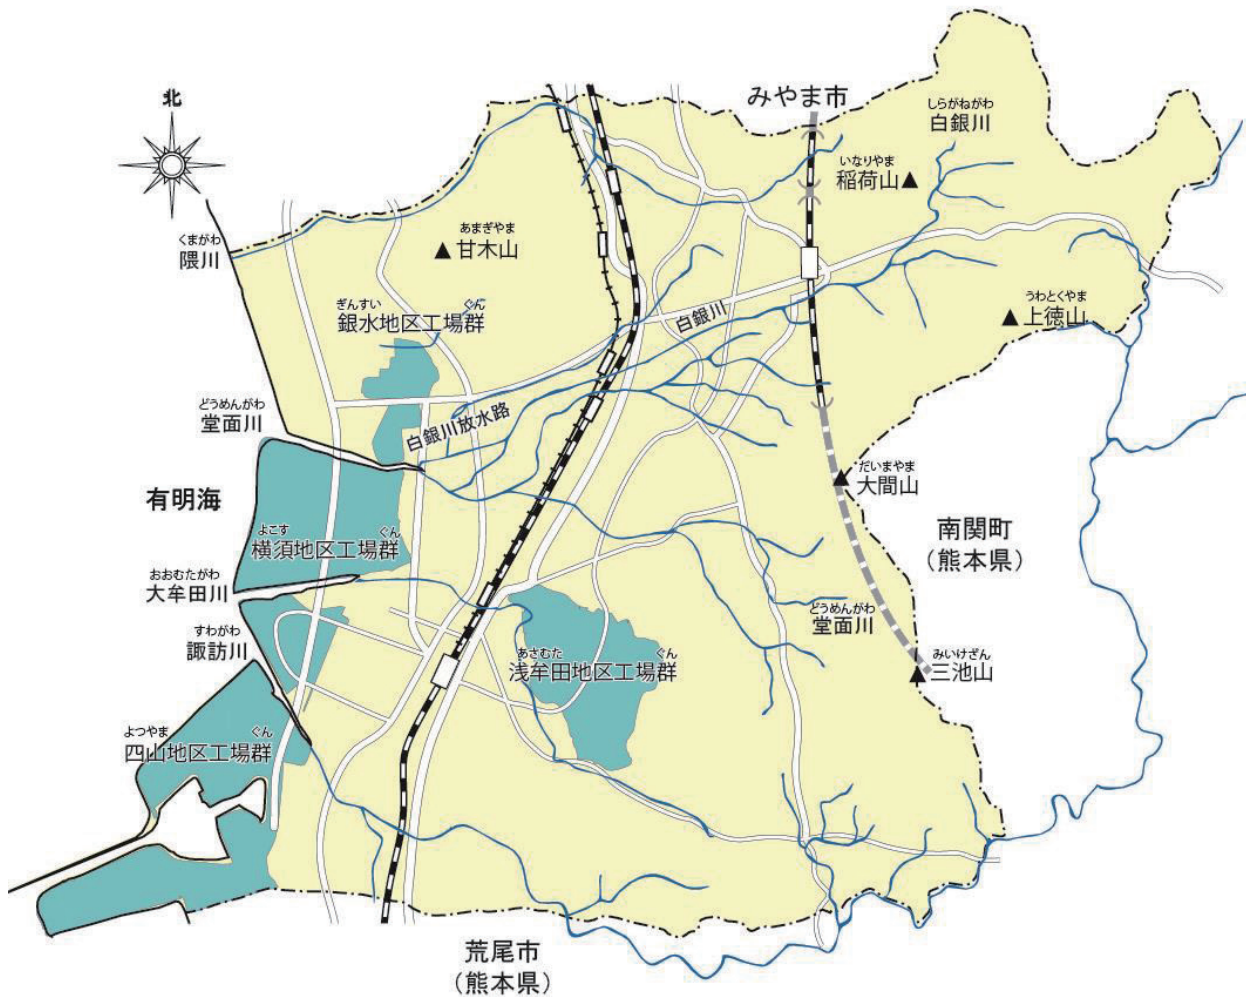 北
みやま市
しらがねがわ
白銀川
いなりやま
稲荷山
くまがわ
隈川
あまぎやま
甘木山
ぎんすい ぐん
銀水地区工場群
うわとくやま
上徳山
白銀川
どうめんがわ
堂面川
白銀川放水路
だいまやま
大間山
有明海
南関町
(熊本県)
よこす ぐん
横須地区工場群
おおむたがわ
大牟田川
どうめんがわ
堂面川
すわがわ
諏訪川
あさむた ぐん
浅牟田地区工場群
みいけざん
三池山
よつやま ぐん
四山地区工場群
荒尾市
(熊本県)